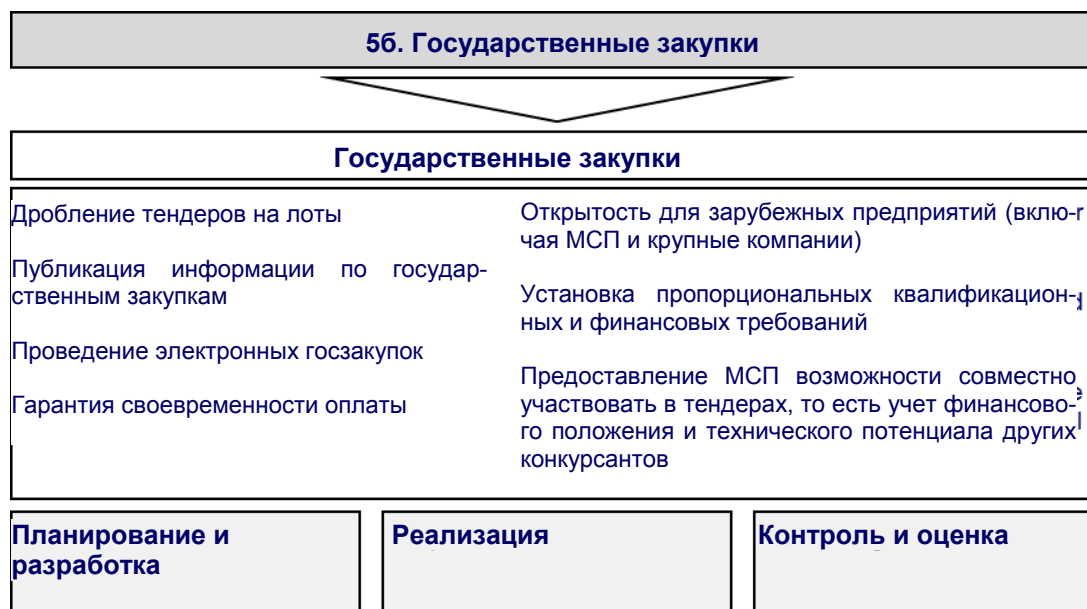 5б. Государственные закупки
Государственные закупки
Дробление тендеров на лоты
Публикация информации по государ-
ственным закупкам
Проведение электронных госзакупок
Гарантия своевременности оплаты
Открытость для зарубежных предприятий (вклю-
чая МСП и крупные компании)
Установка пропорциональных квалификацион-
ных и финансовых требований
Предоставление МСП возможности совместно
участвовать в тендерах, то есть учет финансово-
го положения и технического потенциала других
конкурсантов
Планирование и
разработка
Реализация
Контроль и оценка